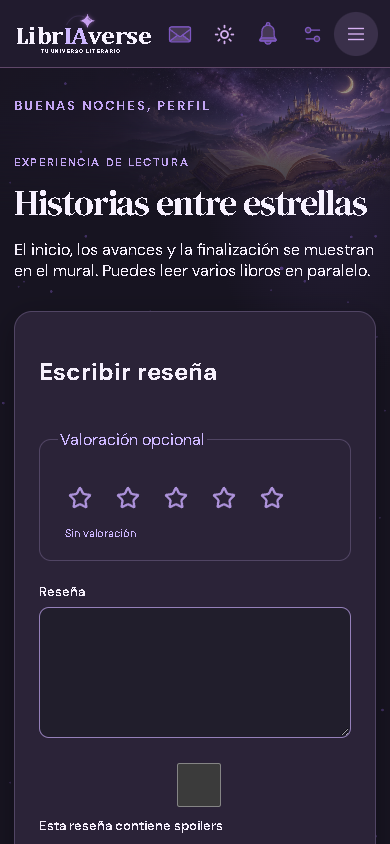 LibrIAverse
TU UNIVERSO LITERARIO
BUENAS NOCHES, PERFIL
EXPERIENCIA DE LECTURA
Historias entre estrellas
El inicio, los avances y la finalización se muestran
en el mural. Puedes leer varios libros en paralelo.
Escribir reseña
Valoración opcional
Sin valoración
Reseña
Esta reseña contiene spoilers